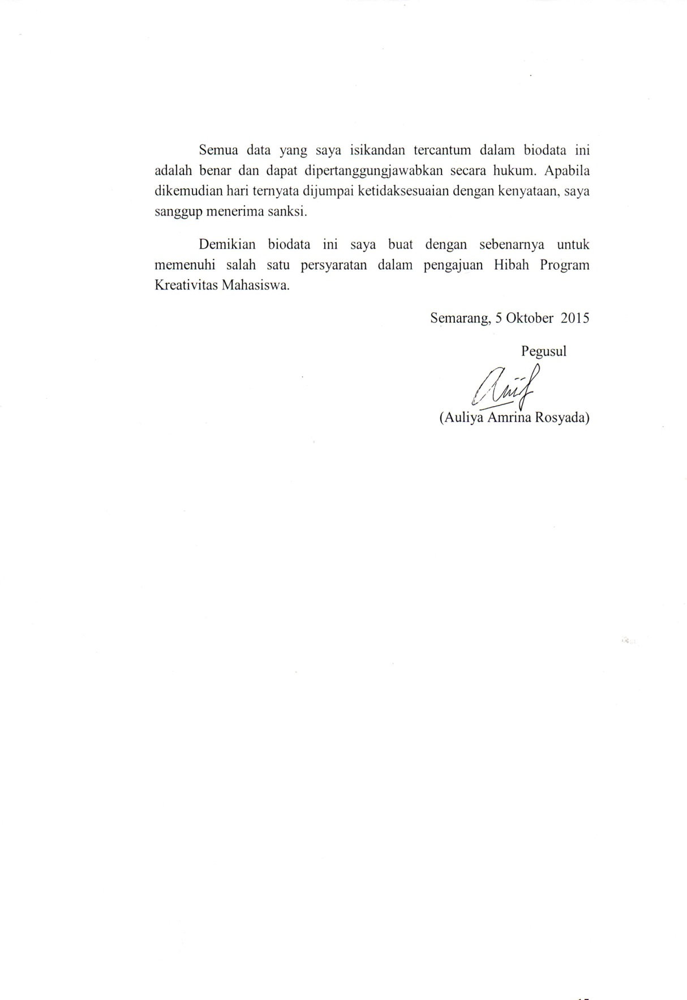 Semua data yang saya isikandan tercantum dalam biodata ini
adalah benar dan dapat dipertanggungjawabkan secara hukum. Apabila
dikemudian hari ternyata dijumpai ketidaksesuaian dengan kenyataan, saya
sanggup menerima sanksi.
Demikian biodata ini saya buat dengan sebenarnya untuk
memenuhi salah satu persyaratan dalam pengajuan Hibah Program
Kreativitas Mahasiswa.
Semarang, 5 Oktober 2015
Pegusul
(Auliya Amrina Rosyada)